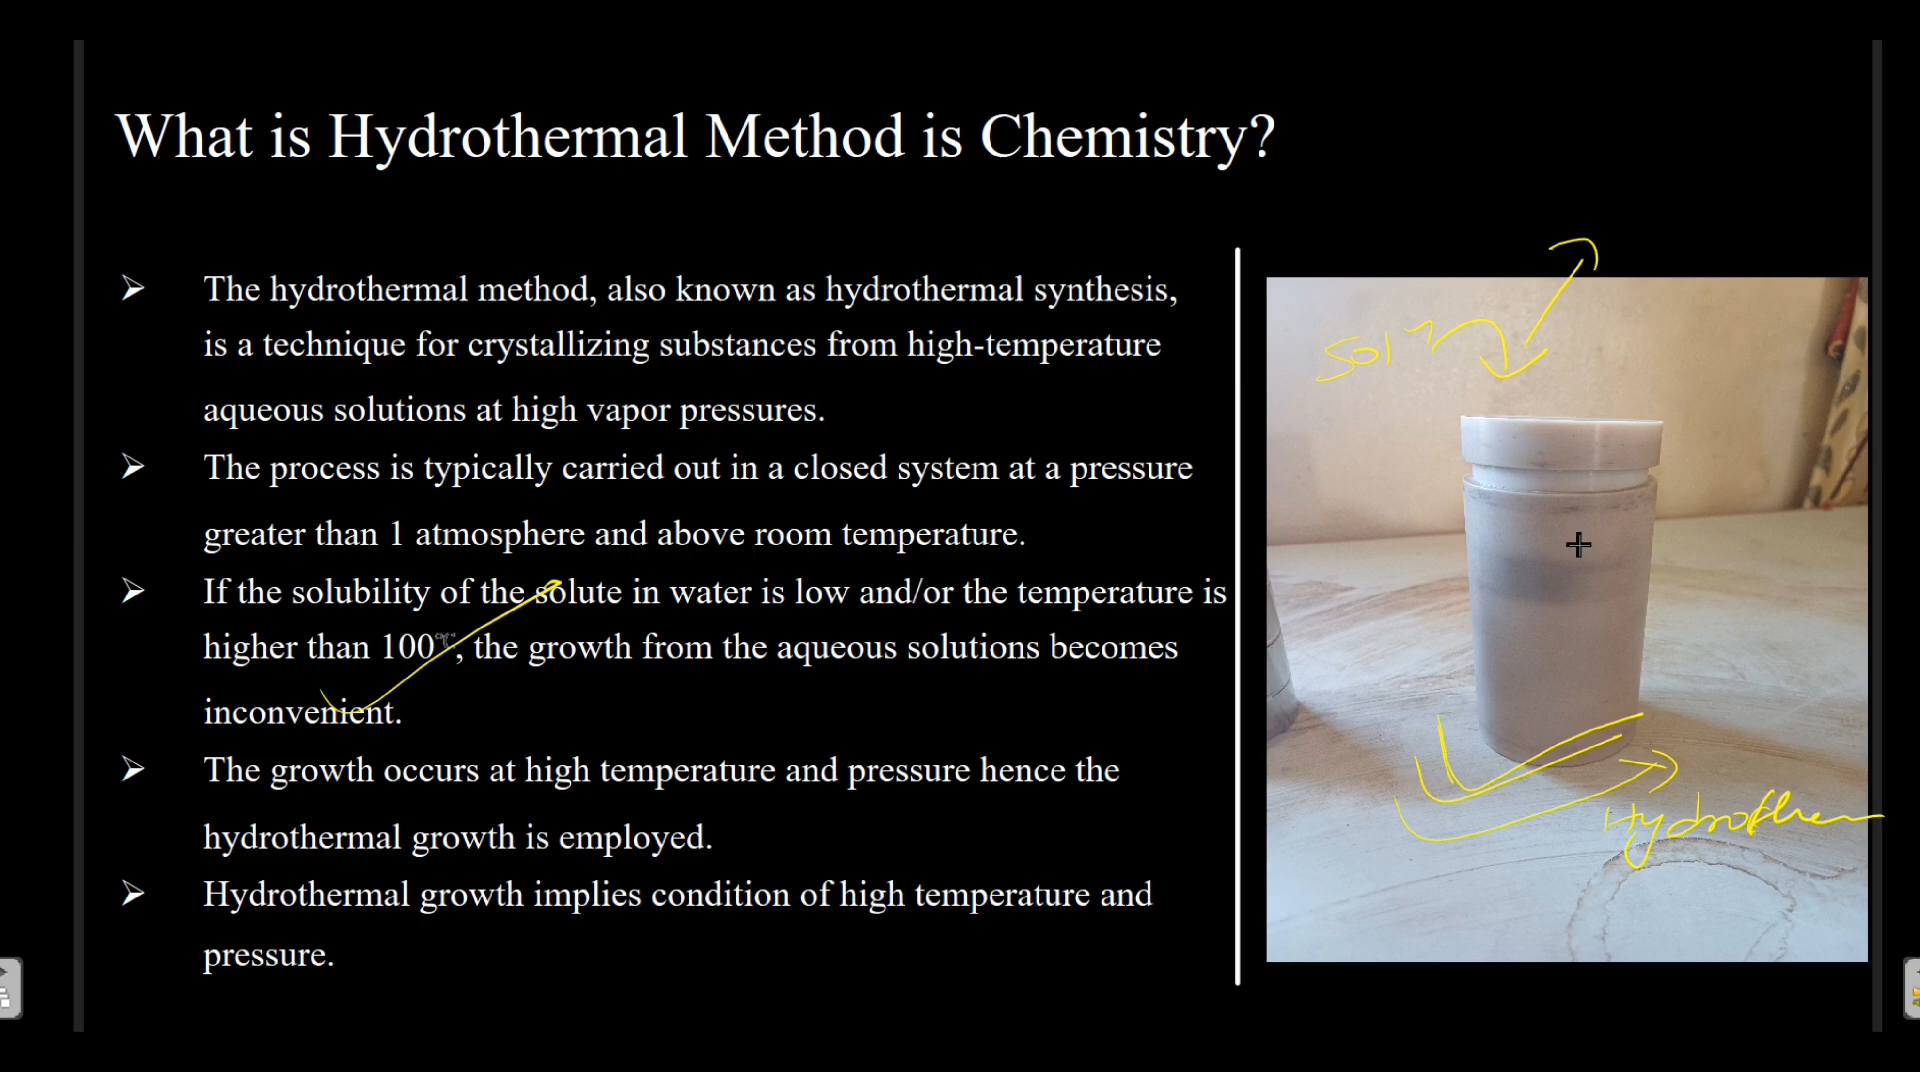 What is Hydrothermal Method is Chemistry?
➢ The hydrothermal method, also known as hydrothermal synthesis,
is a technique for crystallizing substances from high-temperature
aqueous solutions at high vapor pressures.
➢ The process is typically carried out in a closed system at a pressure
greater than 1 atmosphere and above room temperature.
➢ If the solubility of the solute in water is low and/or the temperature is
higher than 100℃, the growth from the aqueous solutions becomes
inconvenient.
➢ The growth occurs at high temperature and pressure hence the
hydrothermal growth is employed.
➢ Hydrothermal growth implies condition of high temperature and
pressure.
Solⁿ
Hydrother